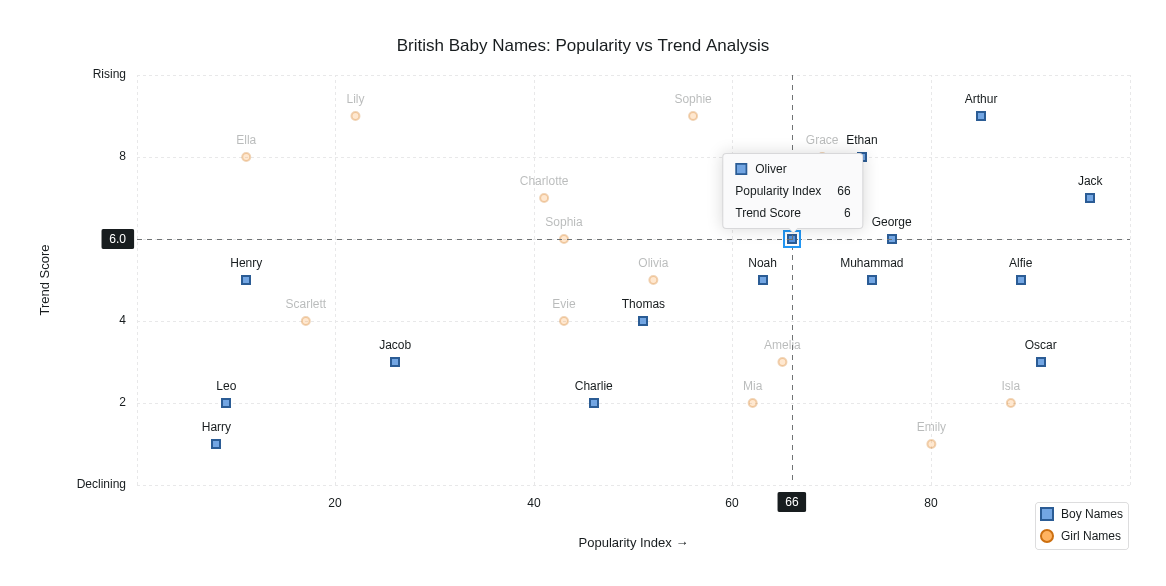 British Baby Names: Popularity vs Trend Analysis
Rising
Lily
Sophie
Arthur
Ella
Grace
Ethan
8
Oliver
Popularity Index 66
Trend Score 6
Charlotte
Jack
Sophia
George
6.0
Henry
Olivia
Noah
Muhammad
Alfie
Trend Score
Scarlett
Evie
Thomas
4
Jacob
Amelia
Oscar
Leo
Charlie
Mia
Isla
2
Harry
Emily
Declining
20
40
60
66
80
Boy Names
Girl Names
Popularity Index →